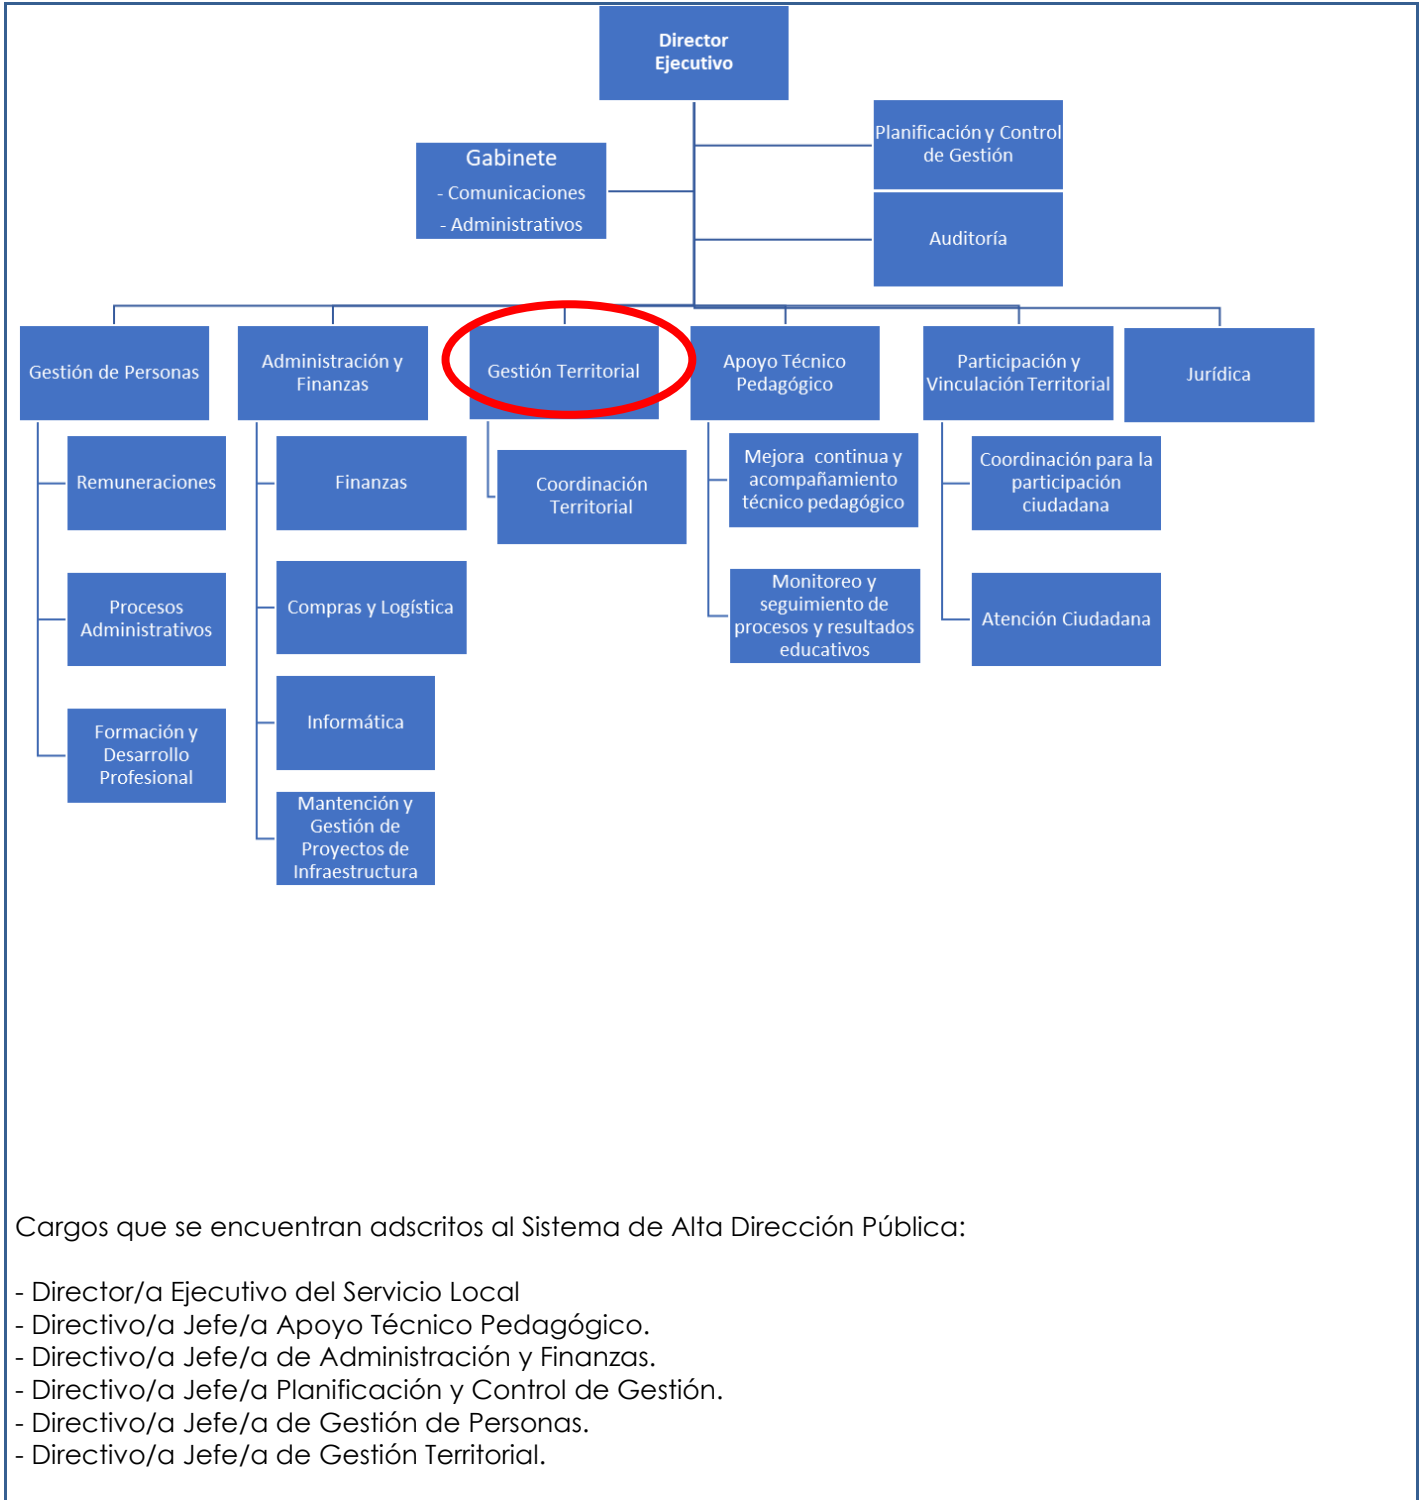 Director
Ejecutivo
Planificación y Control
de Gestión
Gabinete
- Comunicaciones
- Administrativos
Auditoría
Gestión de Personas
Administración y
Finanzas
Gestión Territorial
Apoyo Técnico
Pedagógico
Participación y
Vinculación Territorial
Jurídica
Remuneraciones
Procesos
Administrativos
Formación y
Desarrollo
Profesional
Finanzas
Compras y Logística
Informática
Mantención y
Gestión de
Proyectos de
Infraestructura
Coordinación
Territorial
Mejora continua y
acompañamiento
técnico pedagógico
Monitoreo y
seguimiento de
procesos y resultados
educativos
Coordinación para la
participación
ciudadana
Atención Ciudadana
Cargos que se encuentran adscritos al Sistema de Alta Dirección Pública:
- Director/a Ejecutivo del Servicio Local
- Directivo/a Jefe/a Apoyo Técnico Pedagógico.
- Directivo/a Jefe/a de Administración y Finanzas.
- Directivo/a Jefe/a Planificación y Control de Gestión.
- Directivo/a Jefe/a de Gestión de Personas.
- Directivo/a Jefe/a de Gestión Territorial.